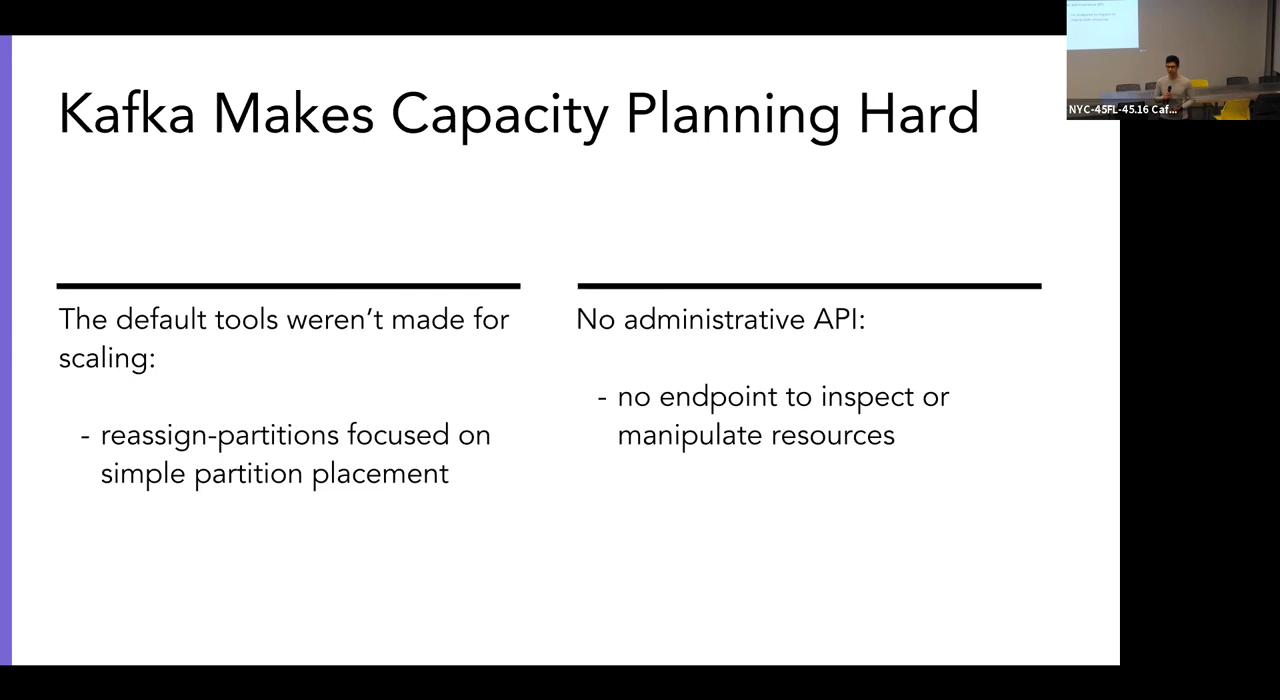 Kafka Makes Capacity Planning Hard
The default tools weren’t made for
scaling:
- reassign-partitions focused on
simple partition placement
No administrative API:
- no endpoint to inspect or
manipulate resources
NYC-45FL-45.16 Caf...